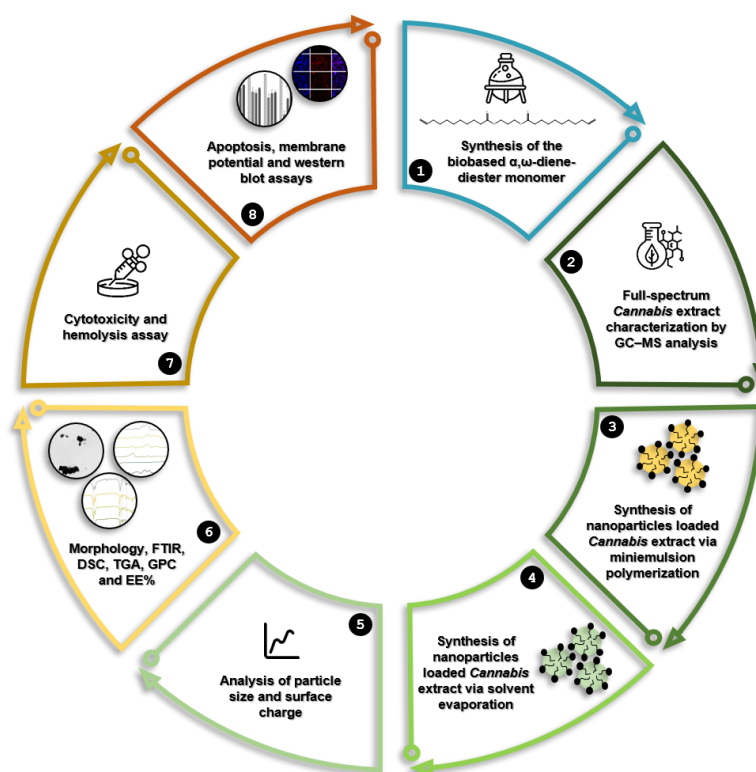 1
Synthesis of the
biobased α,ω-diene-
diester monomer
2
Full-spectrum
Cannabis extract
characterization by
GC–MS analysis
3
Synthesis of
nanoparticles loaded
Cannabis extract via
miniemulsion
polymerization
4
Synthesis of
nanoparticles
loaded Cannabis
extract via solvent
evaporation
5
Analysis of particle
size and surface
charge
6
Morphology, FTIR,
DSC, TGA, GPC
and EE%
7
Cytotoxicity and
hemolysis assay
8
Apoptosis, membrane
potential and western
blot assays